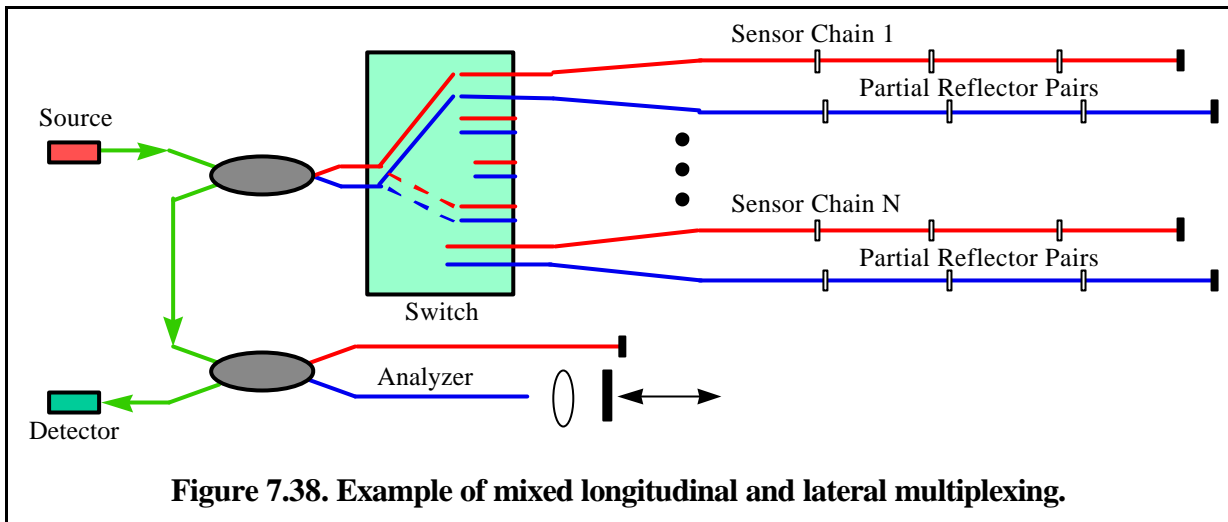 Sensor Chain 1
Partial Reflector Pairs
Source
Sensor Chain N
Partial Reflector Pairs
Switch
Analyzer
Detector
Figure 7.38. Example of mixed longitudinal and lateral multiplexing.